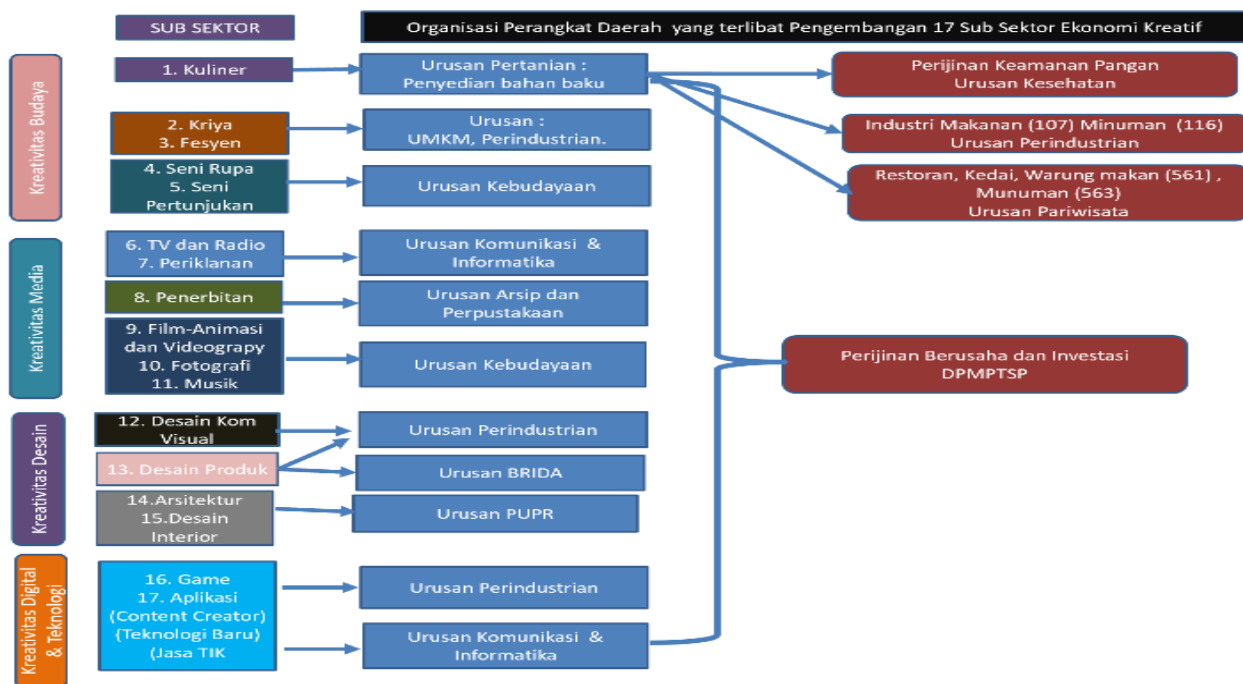 SUB SEKTOR
Organisasi Perangkat Daerah yang terlibat Pengembangan 17 Sub Sektor Ekonomi Kreatif
Kreativitas Budaya
1. Kuliner
Urusan Pertanian :
Penyedian bahan baku
Perijinan Keamanan Pangan
Urusan Kesehatan
2. Kriya
3. Fesyen
Urusan :
UMKM, Perindustrian.
Industri Makanan (107) Minuman (116)
Urusan Perindustrian
4. Seni Rupa
5. Seni
Pertunjukan
Urusan Kebudayaan
Restoran, Kedai, Warung makan (561) ,
Munuman (563)
Urusan Pariwisata
Kreativitas Media
6. TV dan Radio
7. Periklanan
Urusan Komunikasi &
Informatika
8. Penerbitan
Urusan Arsip dan
Perpustakaan
9. Film-Animasi
dan Videograpy
10. Fotografi
11. Musik
Urusan Kebudayaan
Perijinan Berusaha dan Investasi
DPMPTSP
Kreativitas Desain
12. Desain Kom
Visual
Urusan Perindustrian
13. Desain Produk
Urusan BRIDA
14.Arsitektur
15.Desain
Interior
Urusan PUPR
Kreativitas Digital
& Teknologi
16. Game
17. Aplikasi
(Content Creator)
(Teknologi Baru)
(Jasa TIK
Urusan Perindustrian
Urusan Komunikasi &
Informatika